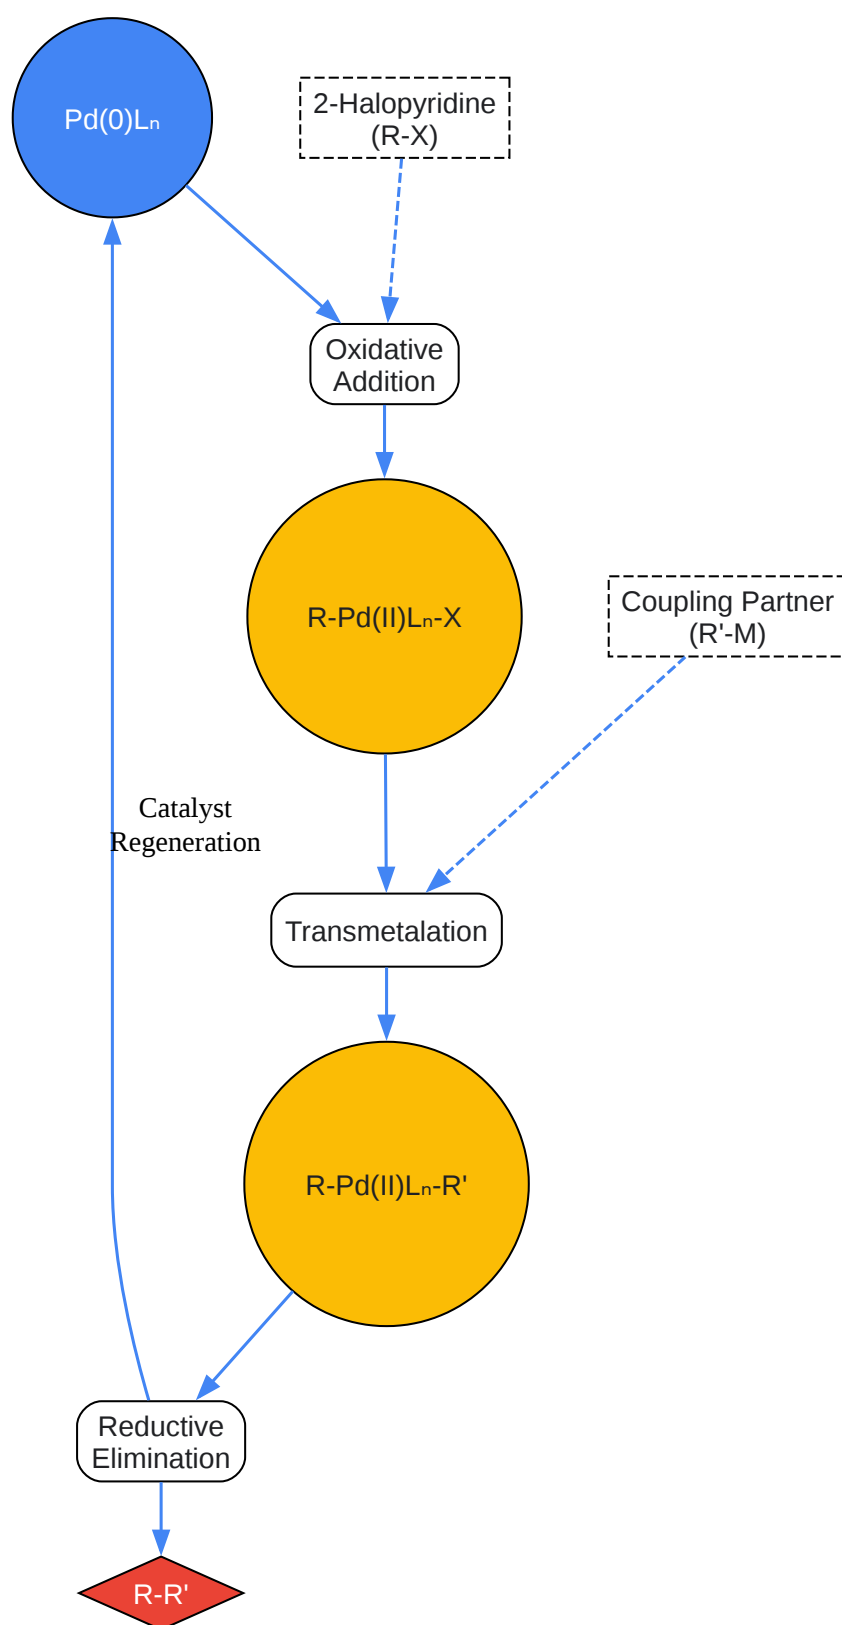 Pd(0)Lₙ
2-Halopyridine
(R-X)
Oxidative
Addition
R-Pd(II)Lₙ-X
Coupling Partner
(R'-M)
Catalyst
Regeneration
Transmetalation
R-Pd(II)Lₙ-R'
Reductive
Elimination
R-R'